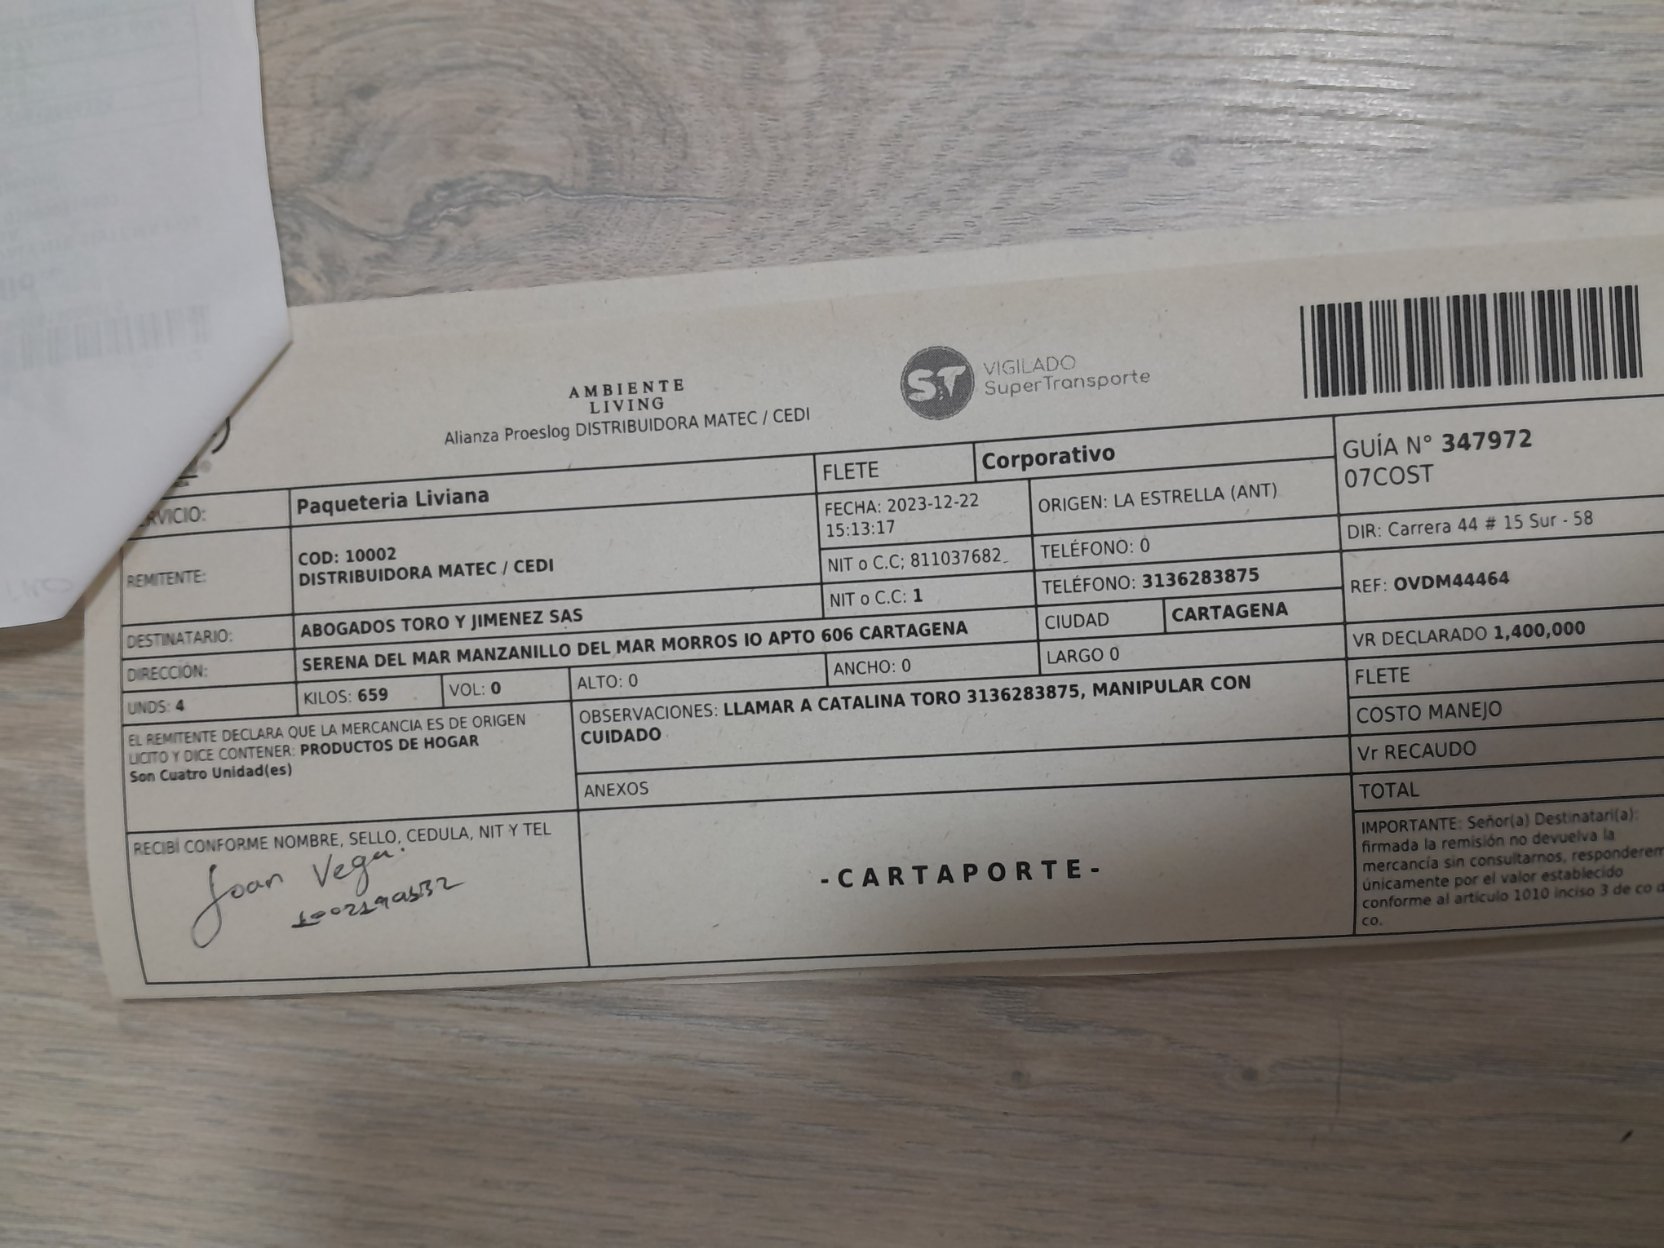 AMBIENTE
LIVING
Alianza Proeslog DISTRIBUIDORA MATEC / CEDI
ST VIGILADO
SuperTransporte
RVICIO: Paqueteria Liviana
FLETE Corporativo
GUÍA N° 347972
07COST
REMITENTE: COD: 10002
DISTRIBUIDORA MATEC / CEDI
FECHA: 2023-12-22
15:13:17
ORIGEN: LA ESTRELLA (ANT)
DIR: Carrera 44 # 15 Sur - 58
NIT o C.C; 811037682_
TELÉFONO: 0
DESTINATARIO: ABOGADOS TORO Y JIMENEZ SAS
NIT o C.C: 1
TELÉFONO: 3136283875
REF: OVDM44464
DIRECCIÓN: SERENA DEL MAR MANZANILLO DEL MAR MORROS IO APTO 606 CARTAGENA
CIUDAD CARTAGENA
VR DECLARADO 1,400,000
UNDS: 4 KILOS: 659 VOL: 0 ALTO: 0 ANCHO: 0 LARGO 0
FLETE
EL REMITENTE DECLARA QUE LA MERCANCIA ES DE ORIGEN
LICITO Y DICE CONTENER: PRODUCTOS DE HOGAR
Son Cuatro Unidad(es)
OBSERVACIONES: LLAMAR A CATALINA TORO 3136283875, MANIPULAR CON
CUIDADO
COSTO MANEJO
Vr RECAUDO
ANEXOS
TOTAL
RECIBÍ CONFORME NOMBRE, SELLO, CEDULA, NIT Y TEL
Joan Vega.
-CARTAPORTE-
IMPORTANTE: Señor(a) Destinatari(a):
firmada la remisión no devuelva la
mercancía sin consultarnos, responderem
únicamente por el valor establecido
conforme al artículo 1010 inciso 3 de co d
co.